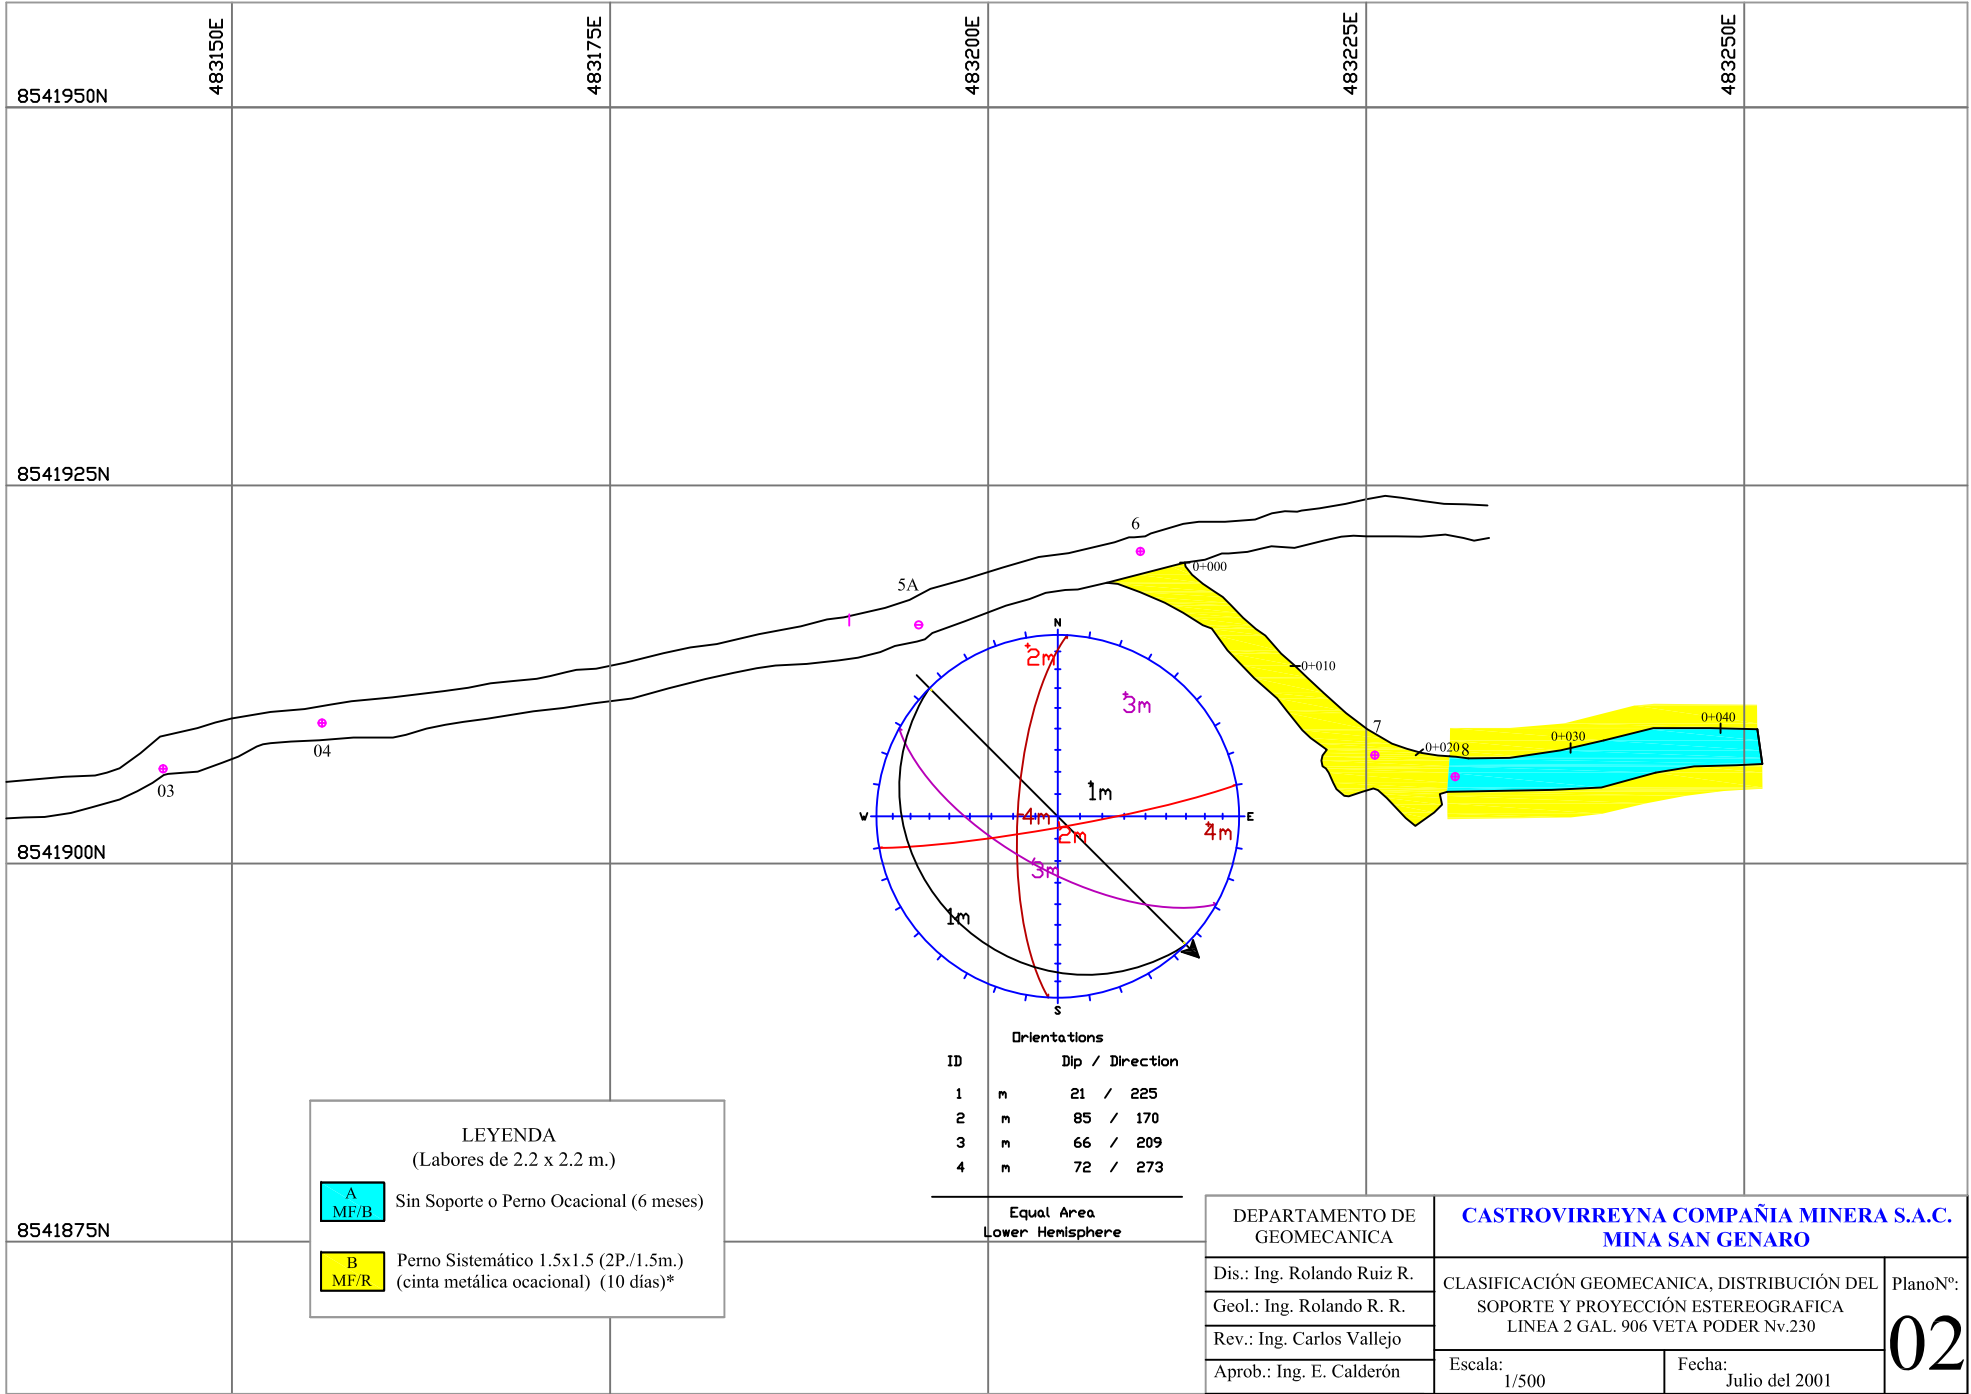 483150E
483175E
483200E
483225E
483250E
8541950N
8541925N
6
0+000
5A
1
N
2m
0+010
3m
04
7
0+020
8
0+030
0+040
03
1m
W
4m
E
4m
2m
8541900N
3m
1m
S
Orientations
ID Dip / Direction
1 m 21 / 225
2 m 85 / 170
3 m 66 / 209
4 m 72 / 273
Equal Area
Lower Hemisphere
LEYENDA
(Labores de 2.2 x 2.2 m.)
A
MF/B
Sin Soporte o Perno Ocacional (6 meses)
B
MF/R
Perno Sistemático 1.5x1.5 (2P./1.5m.)
(cinta metálica ocacional) (10 días)*
8541875N
DEPARTAMENTO DE
GEOMECANICA
Dis.: Ing. Rolando Ruiz R.
Geol.: Ing. Rolando R. R.
Rev.: Ing. Carlos Vallejo
Aprob.: Ing. E. Calderón
CASTROVIRREYNA COMPAÑIA MINERA S.A.C.
MINA SAN GENARO
CLASIFICACIÓN GEOMECANICA, DISTRIBUCIÓN DEL
SOPORTE Y PROYECCIÓN ESTEREOGRAFICA
LINEA 2 GAL. 906 VETA PODER Nv.230
PlanoNº:
02
Escala:
1/500
Fecha:
Julio del 2001